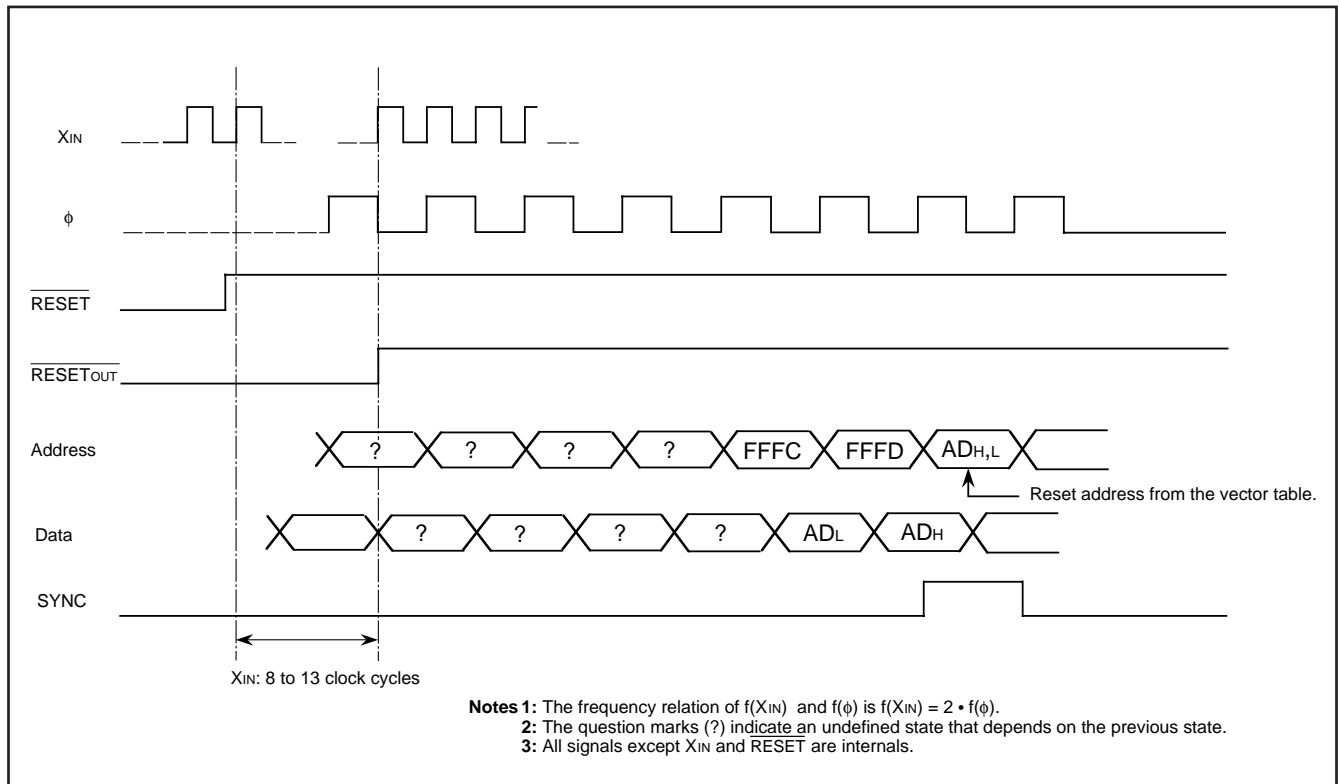 XIN
ϕ
RESET
RESETOUT
Address ? ? ? ? FFFC FFFD ADH,L
Reset address from the vector table.
Data ? ? ? ? ADL ADH
SYNC
XIN: 8 to 13 clock cycles
Notes 1: The frequency relation of f(XIN) and f(ϕ) is f(XIN) = 2 • f(ϕ).
2: The question marks (?) indicate an undefined state that depends on the previous state.
3: All signals except XIN and RESET are internals.